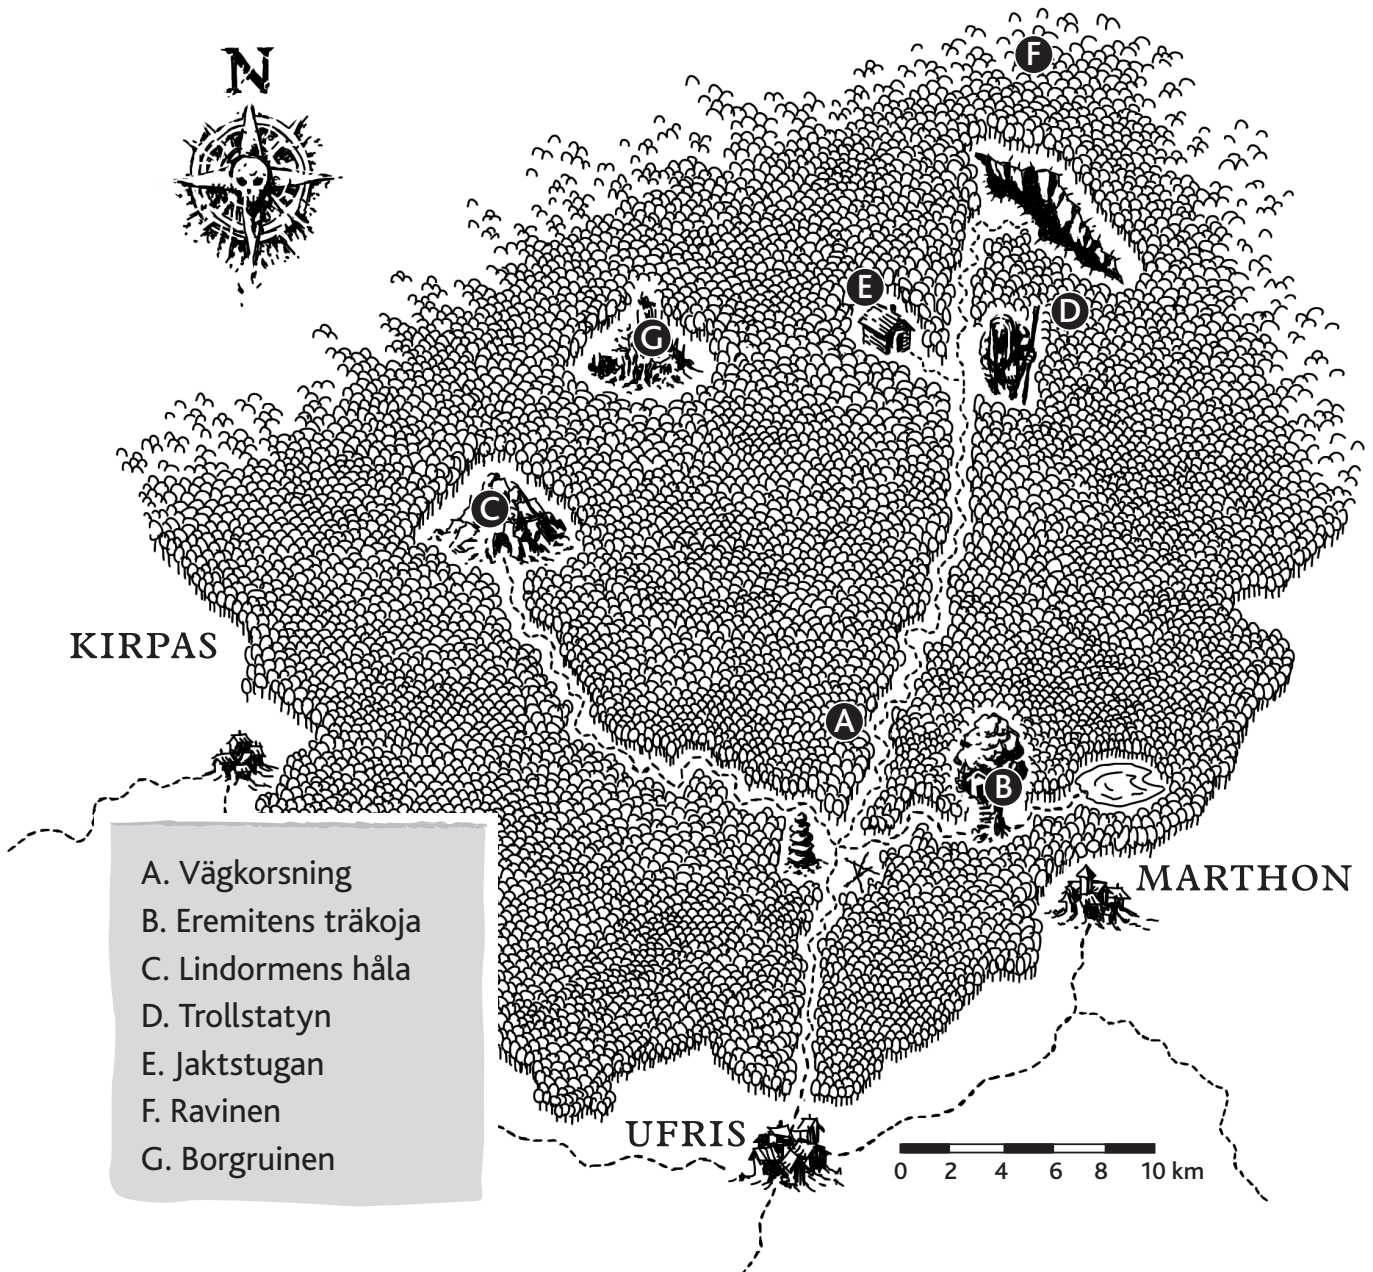 N
F
E
D
G
C
KIRPAS
A
B
MARTHON
A. Vägkorsning
B. Eremitens träkoja
C. Lindormens håla
D. Trollstatyn
E. Jaktstugan
F. Ravinen
G. Borgruinen
UFRIS
0 2 4 6 8 10 km